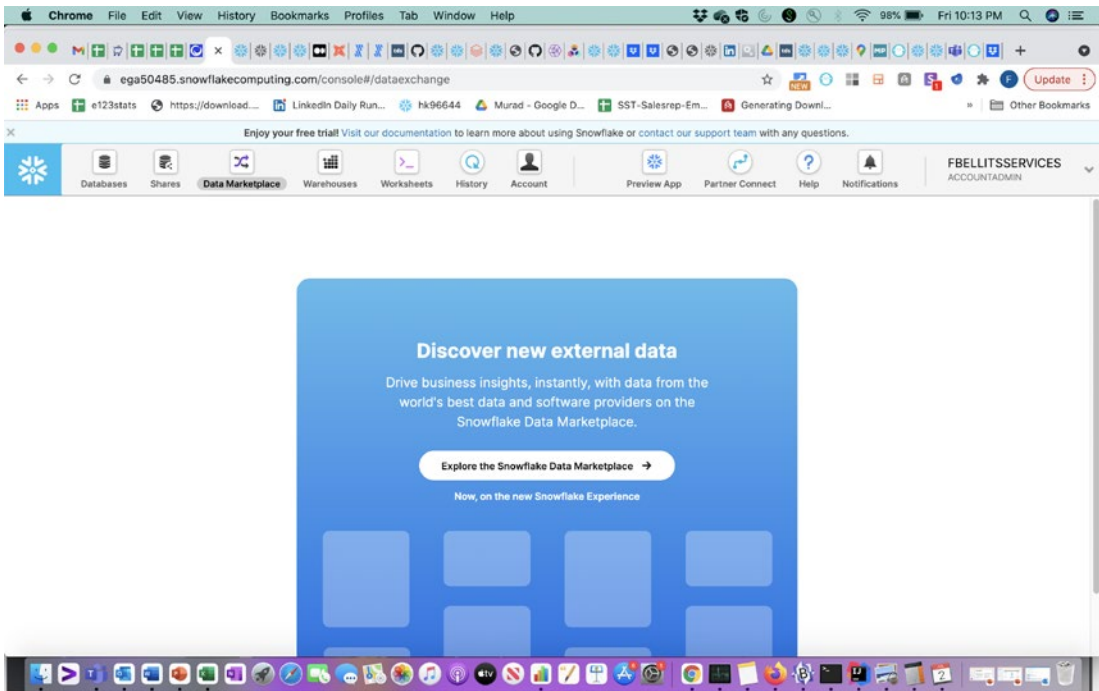 Chrome File Edit View History Bookmarks Profiles Tab Window Help 98% Fri 10:13 PM
ega50485.snowflakecomputing.com/console#/dataexchange NEW 1 F Update
Apps e123stats https://download.... LinkedIn Daily Run... hk96644 Murad - Google D... SST-Salesrep-Em... Generating Downl... » Other Bookmarks
Enjoy your free trial! Visit our documentation to learn more about using Snowflake or contact our support team with any questions.
Databases Shares Data Marketplace Warehouses Worksheets History Account Preview App Partner Connect Help Notifications
FBELLITSSERVICES
ACCOUNTADMIN
Discover new external data
Drive business insights, instantly, with data from the
world's best data and software providers on the
Snowflake Data Marketplace.
Explore the Snowflake Data Marketplace →
Now, on the new Snowflake Experience